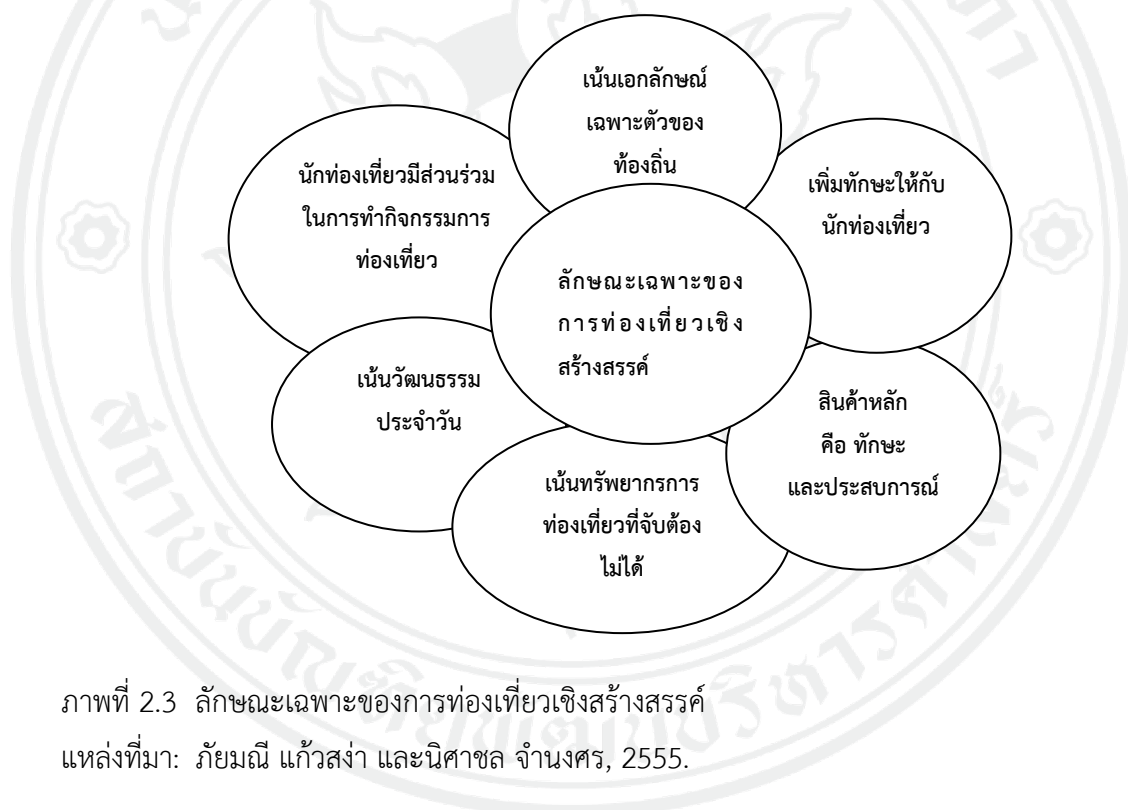 เน้นเอกลักษณ์
เฉพาะตัวของ
ท้องถิ่น
นักท่องเที่ยวมีส่วนร่วม
ในการทำกิจกรรมการ
ท่องเที่ยว
เพิ่มทักษะให้กับ
นักท่องเที่ยว
ลักษณะเฉพาะของ
การท่องเที่ยวเชิง
สร้างสรรค์
เน้นวัฒนธรรม
ประจำวัน
สินค้าหลัก
คือ ทักษะ
และประสบการณ์
เน้นทรัพยากรการ
ท่องเที่ยวที่จับต้อง
ไม่ได้
ภาพที่ 2.3 ลักษณะเฉพาะของการท่องเที่ยวเชิงสร้างสรรค์
แหล่งที่มา: ภัยมณี แก้วสง่า และนิศาชล จำนงศร, 2555.